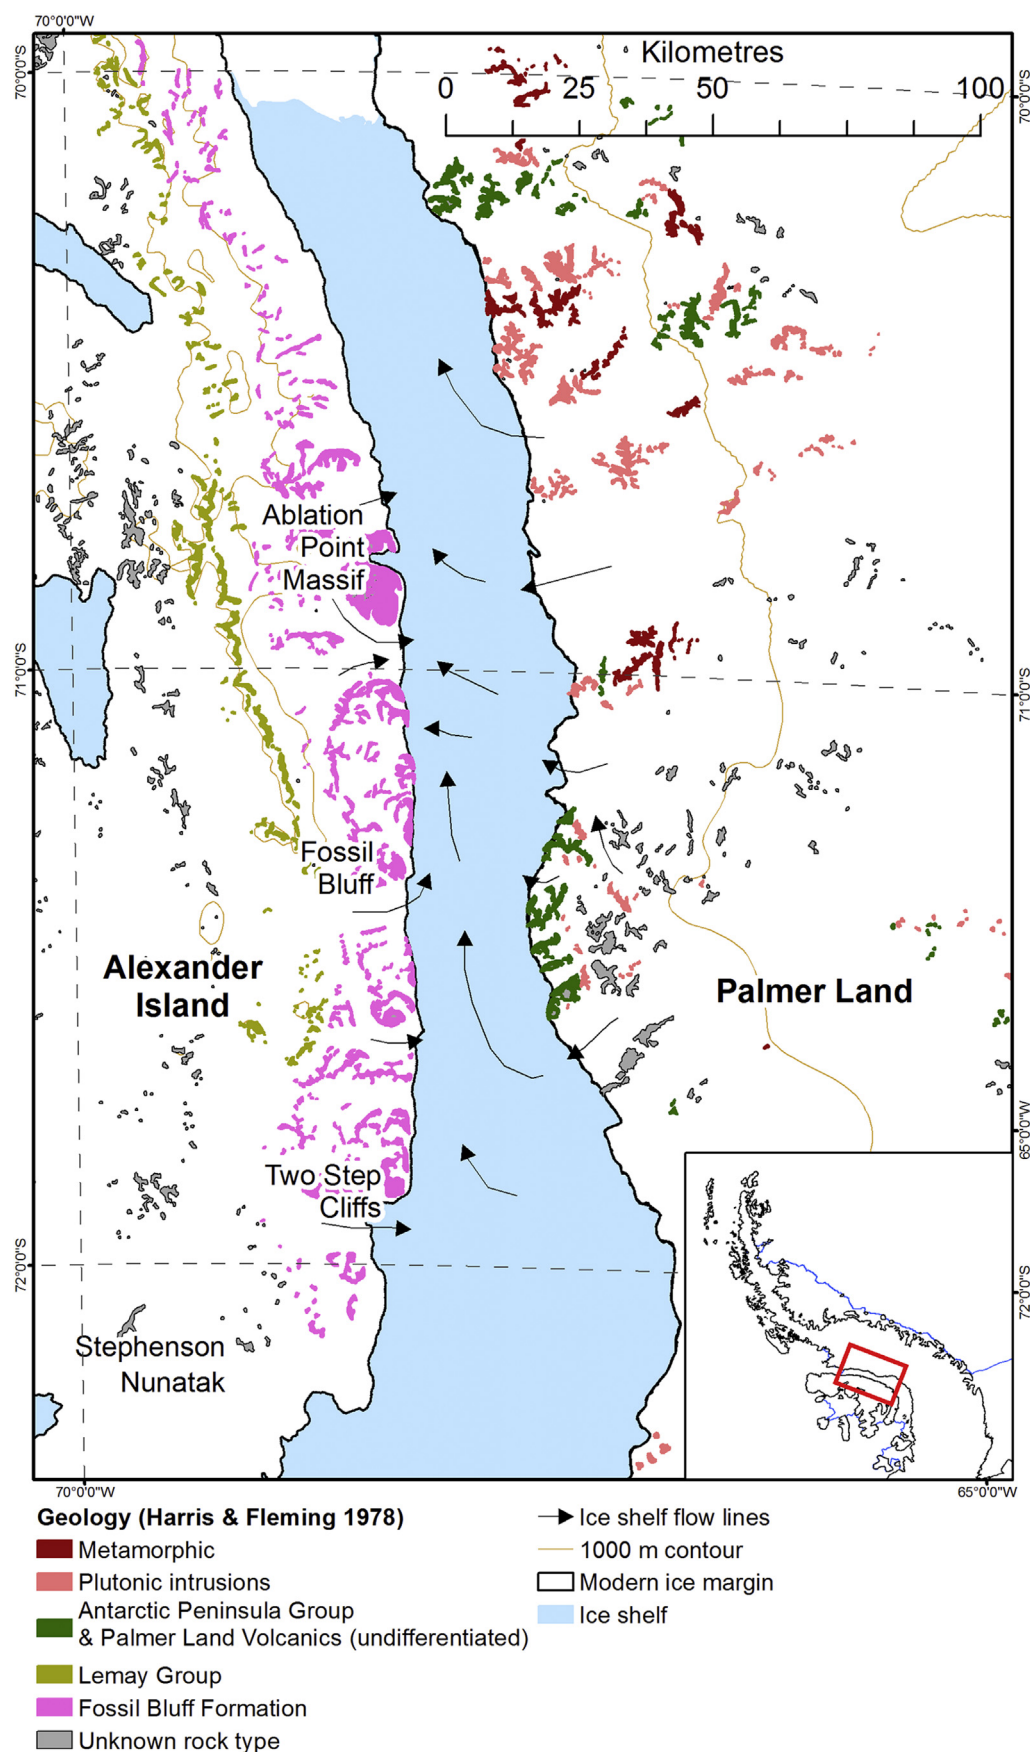 70°0'0"W
70°0'0"S
Kilometres
0 25 50 100
70°0'0"S
Ablation
Point
Massif
71°0'0"S
71°0'0"S
Fossil
Bluff
Alexander
Island
Palmer Land
65°0'0"W
Two Step
Cliffs
72°0'0"S
72°0'0"S
Stephenson
Nunatak
70°0'0"W
65°0'0"W
Geology (Harris & Fleming 1978)
Metamorphic
Plutonic intrusions
Antarctic Peninsula Group
& Palmer Land Volcanics (undifferentiated)
Lemay Group
Fossil Bluff Formation
Unknown rock type
Ice shelf flow lines
1000 m contour
Modern ice margin
Ice shelf